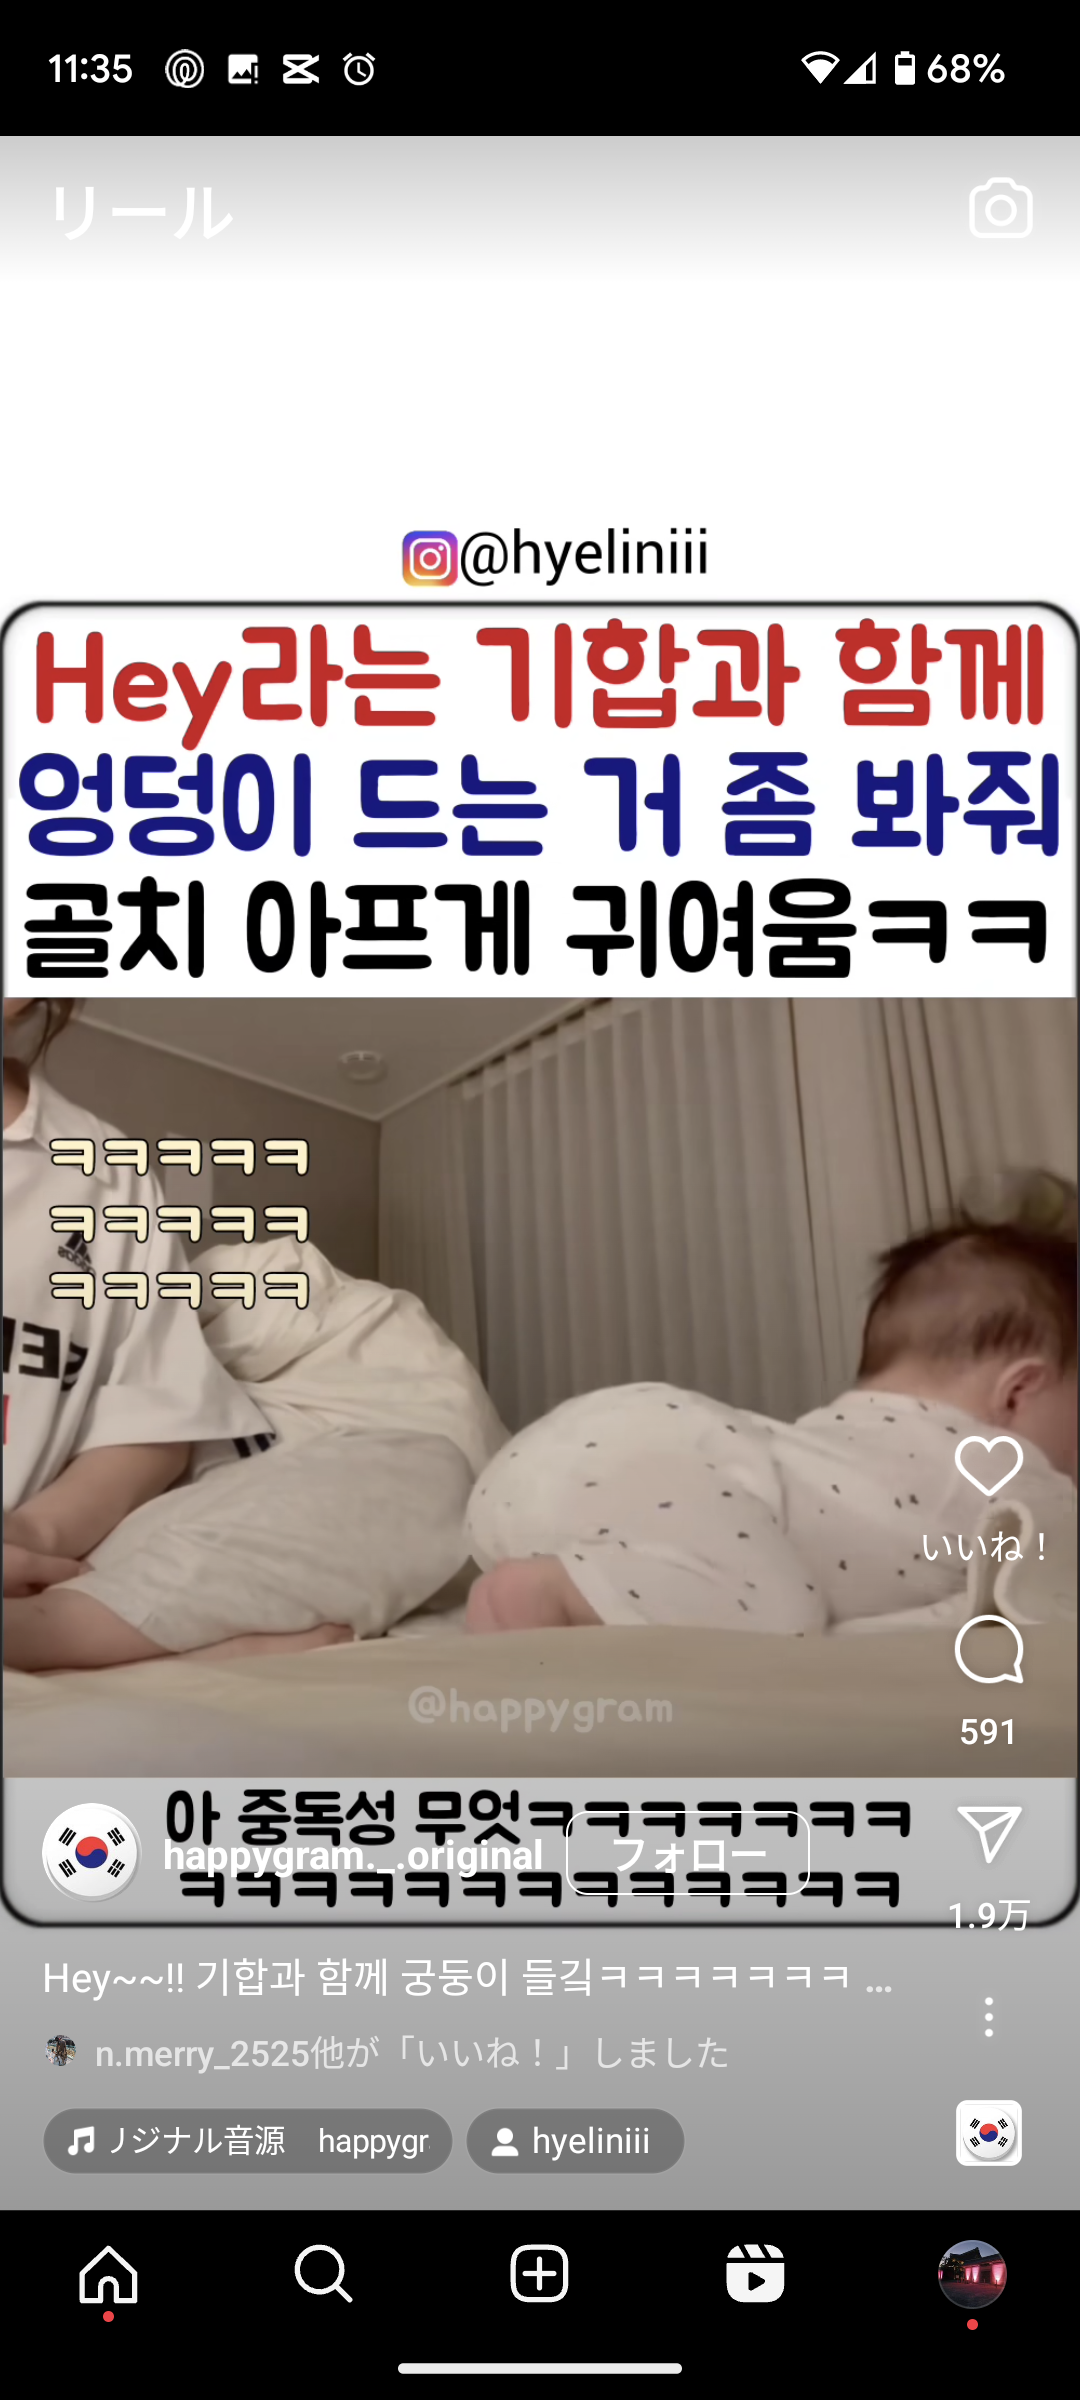 11:35
68%
リール
@hyeliniii
Hey라는 기합과 함께
엉덩이 드는 거 좀 봐줘
골치 아프게 귀여움ㅋㅋ
ㅋㅋㅋㅋㅋ
ㅋㅋㅋㅋㅋ
ㅋㅋㅋㅋㅋ
いいね！
591
@happygram
아 중독성 무엇ㅋㅋㅋㅋㅋㅋㅋ
ㅋㅋㅋㅋㅋㅋㅋㅋㅋㅋㅋㅋㅋ
happygram._.original
フォロー
1.9万
Hey~~!! 기합과 함께 궁둥이 들깈ㅋㅋㅋㅋㅋㅋㅋ ...
n.merry_2525他が「いいね！」しました
リジナル音源 happygr
hyeliniii